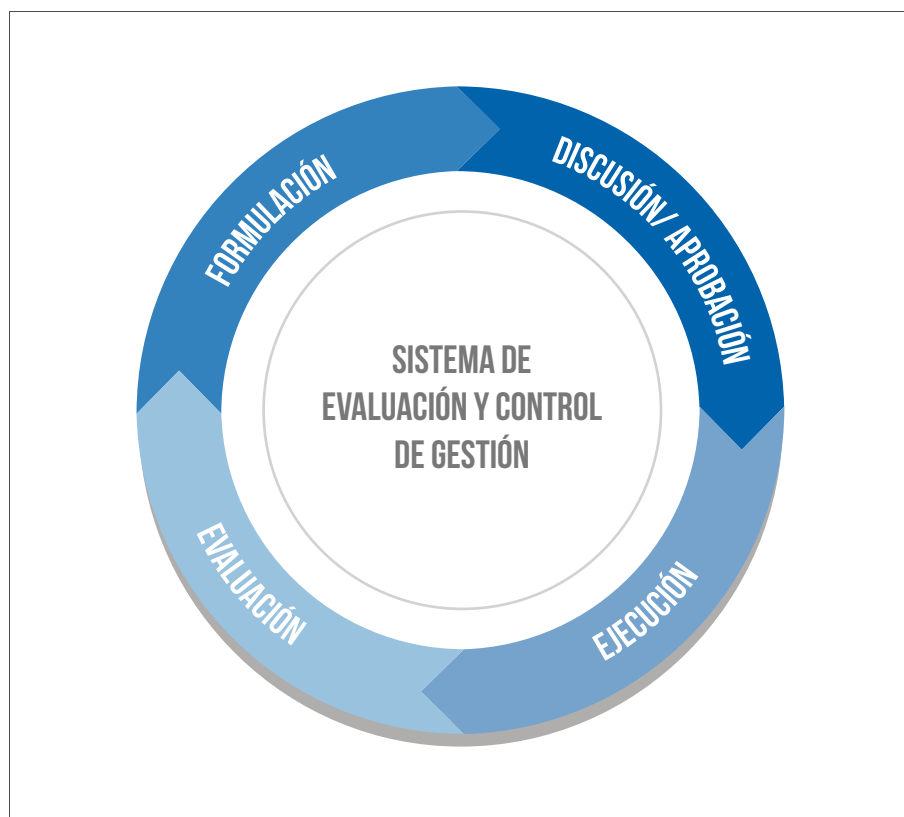 FORMULACIÓN
DISCUSIÓN/ APROBACIÓN
SISTEMA DE
EVALUACIÓN Y CONTROL
DE GESTIÓN
EVALUACIÓN
EJECUCIÓN